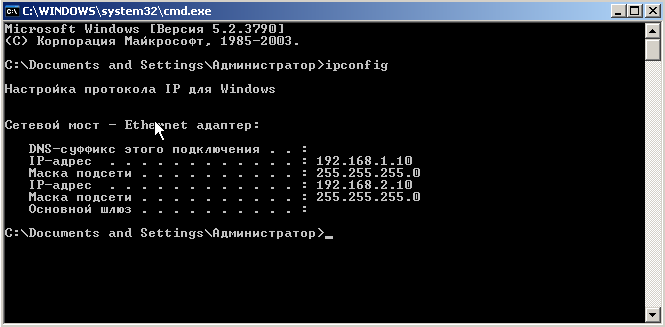 C:\WINDOWS\system32\cmd.exe
Microsoft Windows [Версия 5.2.3790]
(С) Корпорация Майкрософт, 1985-2003.
C:\Documents and Settings\Администратор>ipconfig
Настройка протокола IP для Windows
Сетевой мост - Ethernet адаптер:
DNS-суффикс этого подключения . . :
IP-адрес . . . . . . . . . . . . : 192.168.1.10
Маска подсети . . . . . . . . . . : 255.255.255.0
IP-адрес . . . . . . . . . . . . : 192.168.2.10
Маска подсети . . . . . . . . . . : 255.255.255.0
Основной шлюз . . . . . . . . . . :
C:\Documents and Settings\Администратор>_